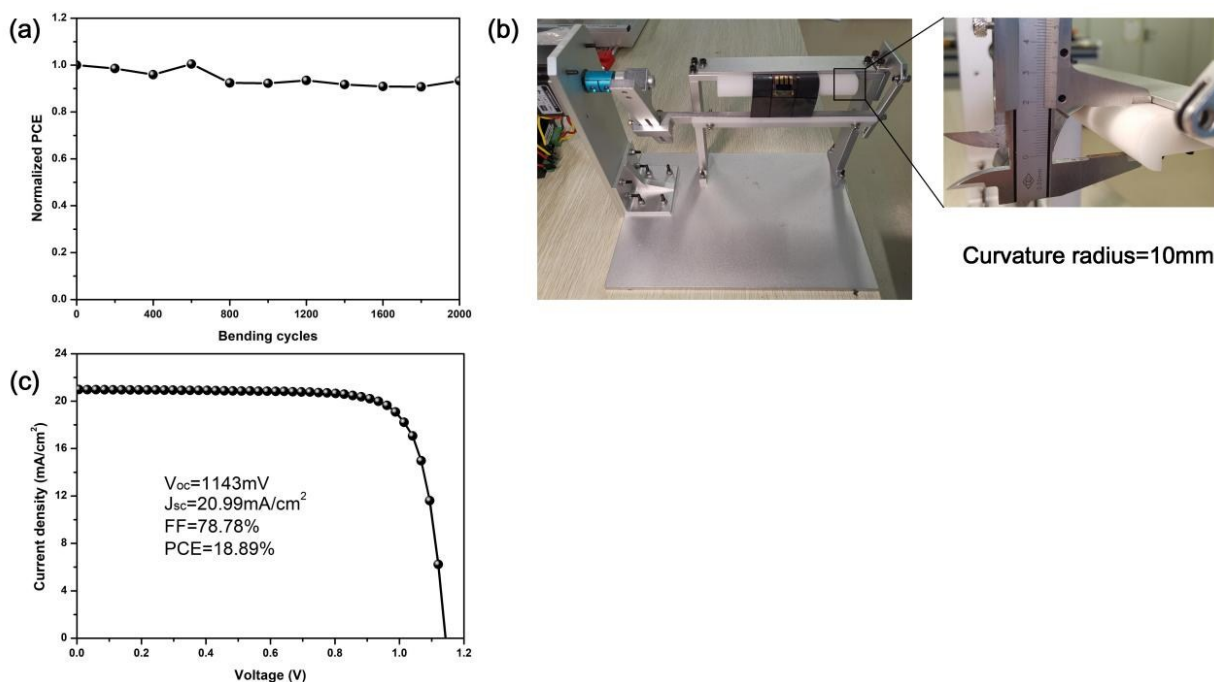 (a)
1.2
1.0
0.8
0.6
0.4
0.2
0.0
Normalized PCE
0 400 800 1200 1600 2000
Bending cycles
(b)
Curvature radius=10mm
(c)
24
20
16
12
8
4
0
Current density (mA/cm²)
Voc=1143mV
Jsc=20.99mA/cm²
FF=78.78%
PCE=18.89%
0.0 0.2 0.4 0.6 0.8 1.0 1.2
Voltage (V)